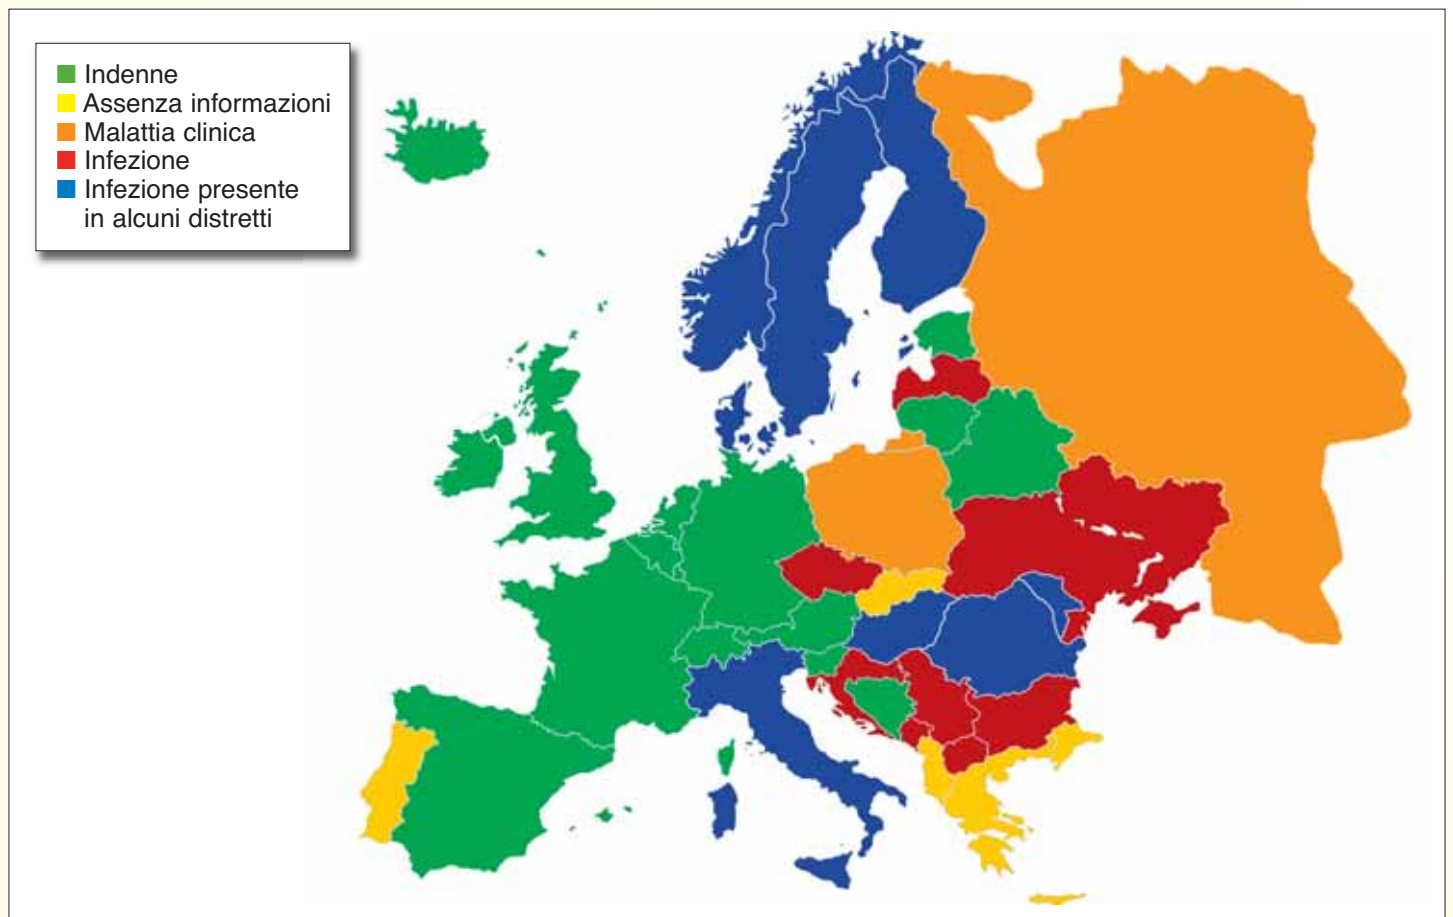 Indenne
Assenza informazioni
Malattia clinica
Infezione
Infezione presente
in alcuni distretti